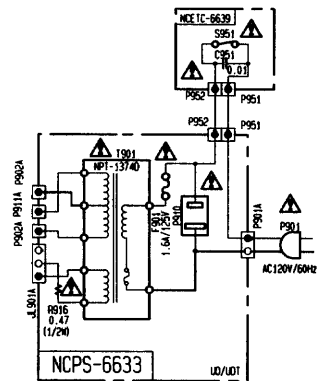 NCETC-6639
S951
C951
0.01
P952
P951
P952
P951
T901
NPT-1374D
P902A
P911A
P902A
JL901A
F901
1.6A/125V
P910
P901A
P901
AC120V/60Hz
R916
0.47
(1/2W)
NCPS-6633
UD/UDT